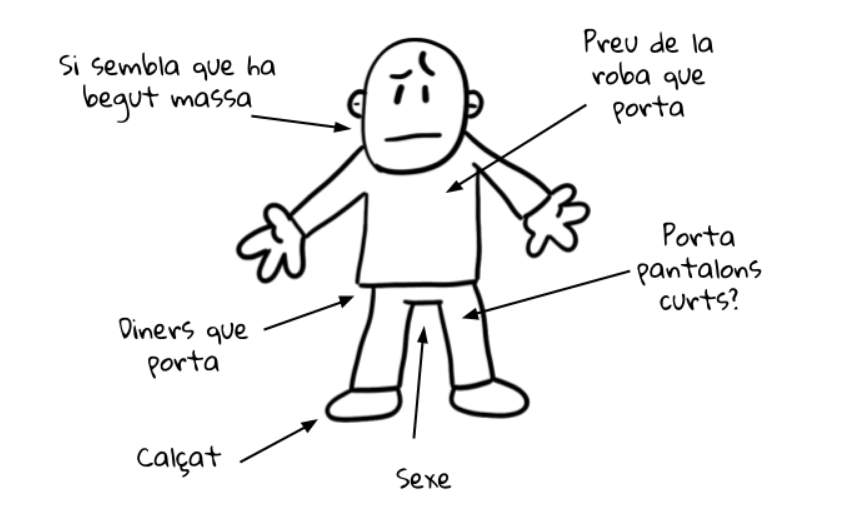 Si sembla que ha
begut massa
Preu de la
roba que
porta
Porta
pantalons
curts?
Diners que
porta
Calçat
Sexe